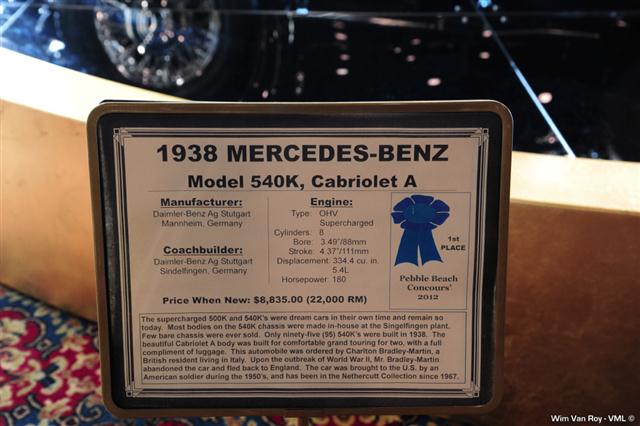 1938 MERCEDES-BENZ
Model 540K, Cabriolet A
Manufacturer:
Daimler-Benz Ag Stutgart
Mannheim, Germany
Coachbuilder:
Daimler-Benz Ag Stuttgart
Sindelfingen, Germany
Engine:
Type: OHV
Supercharged
Cylinders: 8
Bore: 3.49"/88mm
Stroke: 4.37"/111mm
Displacement: 334.4 cu. in.
5.4L
Horsepower: 180
1st
PLACE
Pebble Beach
Concours'
2012
Price When New: $8,835.00 (22,000 RM)
The supercharged 500K and 540K's were dream cars in their own time and remain so
today. Most bodies on the 540K chassis were made in-house at the Singelfingen plant.
Few bare chassis were ever sold. Only ninety-five (95) 540K's were built in 1938. The
beautiful Cabriolet A body was built for comfortable grand touring for two, with a full
compliment of luggage. This automobile was ordered by Charlton Bradley-Martin, a
British resident living in Italy. Upon the outbreak of World War II, Mr. Bradley-Martin
abandoned the car and fled back to England. The car was brought to the U.S. by an
American soldier during the 1950's, and has been in the Nethercutt Collection since 1967.
Wim Van Roy - VML ©